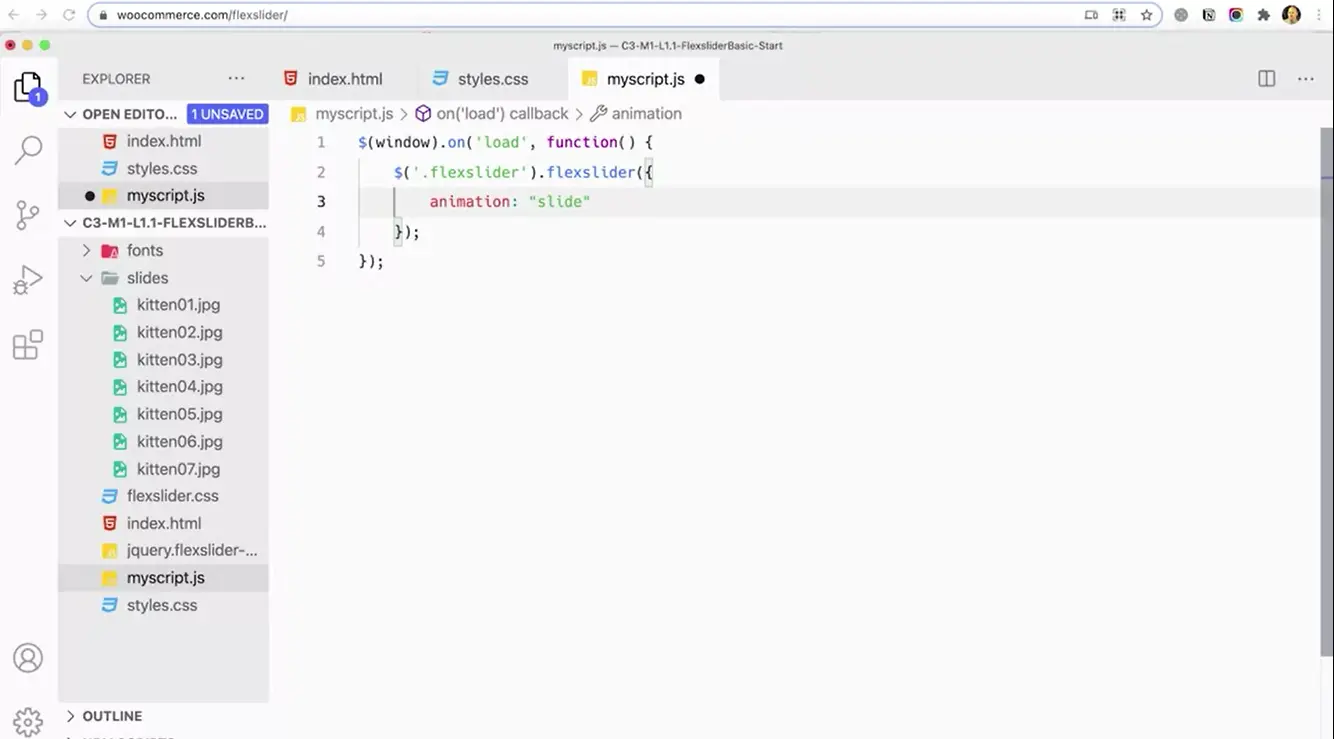 woocommerce.com/flexslider/
myscript.js — C3-M1-L1.1-FlexsliderBasic-Start
EXPLORER ···
index.html
styles.css
myscript.js
OPEN EDITO... 1 UNSAVED
myscript.js > on('load') callback > animation
index.html
styles.css
myscript.js
C3-M1-L1.1-FLEXSLIDERB...
fonts
slides
kitten01.jpg
kitten02.jpg
kitten03.jpg
kitten04.jpg
kitten05.jpg
kitten06.jpg
kitten07.jpg
flexslider.css
index.html
jquery.flexslider-...
myscript.js
styles.css
OUTLINE
1 $(window).on('load', function() {
2 $('.flexslider').flexslider({
3 animation: "slide"
4 });
5 });
1